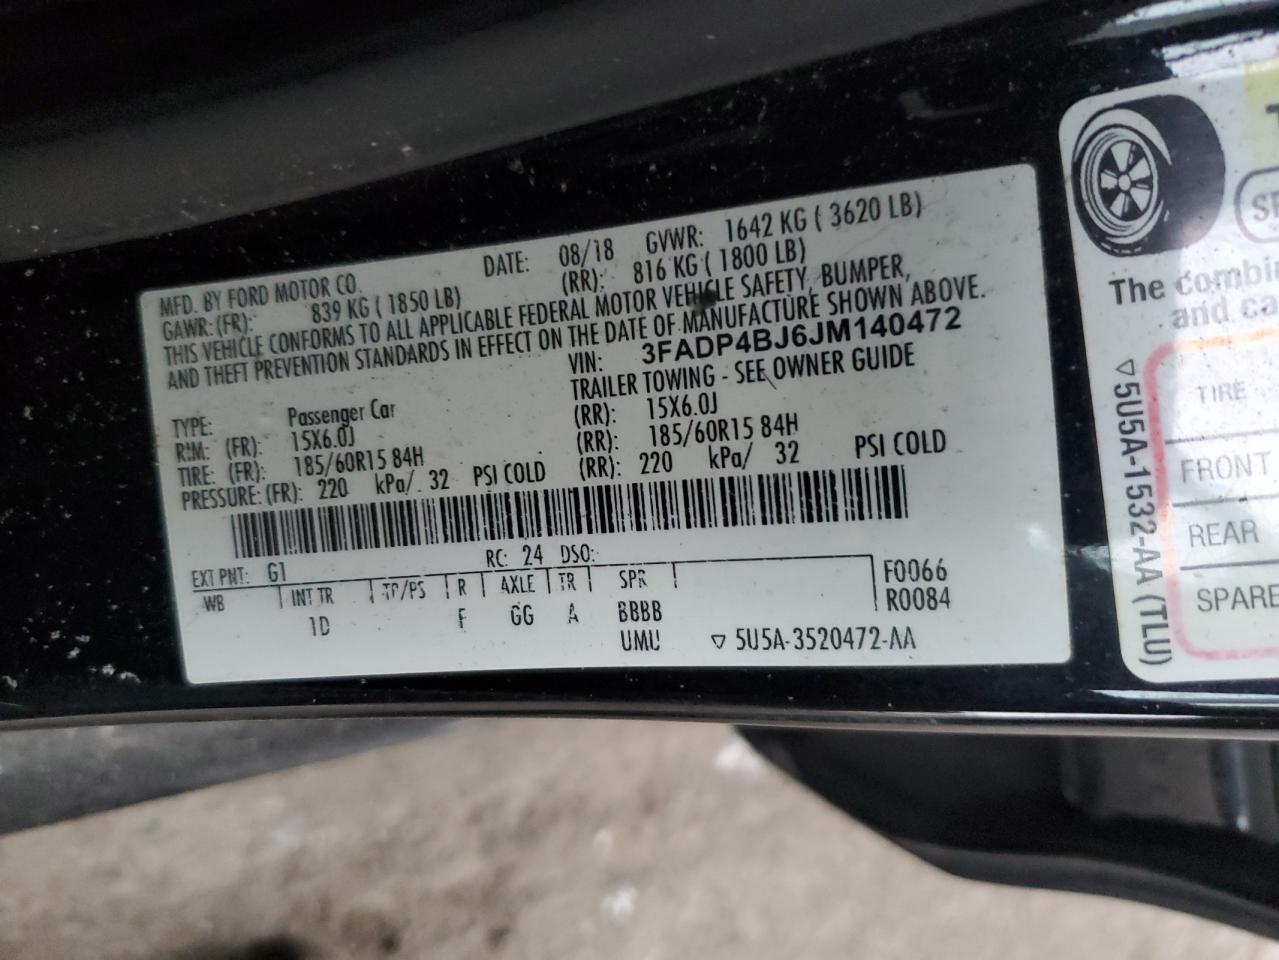 MFD. BY FORD MOTOR CO. DATE: 08/18 GVWR: 1642 KG ( 3620 LB)
GAWR: (FR): 839 KG ( 1850 LB) (RR): 816 KG ( 1800 LB)
THIS VEHICLE CONFORMS TO ALL APPLICABLE FEDERAL MOTOR VEHICLE SAFETY, BUMPER,
AND THEFT PREVENTION STANDARDS IN EFFECT ON THE DATE OF MANUFACTURE SHOWN ABOVE.
VIN: 3FADP4BJ6JM140472
TYPE: Passenger Car TRAILER TOWING - SEE OWNER GUIDE
RIM: (FR): 15X6.0J (RR): 15X6.0J
TIRE: (FR): 185/60R15 84H (RR): 185/60R15 84H
PRESSURE: (FR): 220 kPa/ 32 PSI COLD (RR): 220 kPa/ 32 PSI COLD
EXT PNT: G1 RC: 24 DSO:
WB INT TR TP/PS R AXLE TR SPR F0066
1D F GG A BBBB R0084
UMU ▽ 5U5A-3520472-AA
The combin
and ca
▽ 5U5A-1532-AA (TLU)
TIRE
FRONT
REAR
SPARE